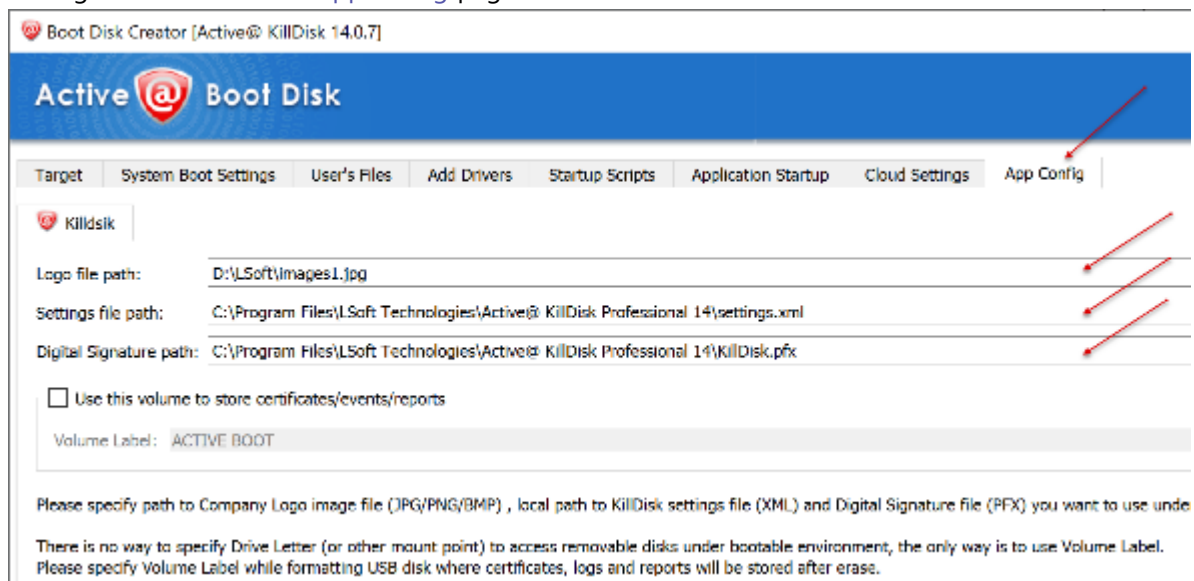 Boot Disk Creator [Active@ KillDisk 14.0.7]
Active@ Boot Disk
Target System Boot Settings User's Files Add Drivers Startup Scripts Application Startup Cloud Settings App Config
Killdsik
Logo file path: D:\LSoft\images1.jpg
Settings file path: C:\Program Files\LSoft Technologies\Active@ KillDisk Professional 14\settings.xml
Digital Signature path: C:\Program Files\LSoft Technologies\Active@ KillDisk Professional 14\KillDisk.pfx
Use this volume to store certificates/events/reports
Volume Label: ACTIVE BOOT
Please specify path to Company Logo image file (JPG/PNG/BMP) , local path to KillDisk settings file (XML) and Digital Signature file (PFX) you want to use unde
There is no way to specify Drive Letter (or other mount point) to access removable disks under bootable environment, the only way is to use Volume Label.
Please specify Volume Label while formatting USB disk where certificates, logs and reports will be stored after erase.